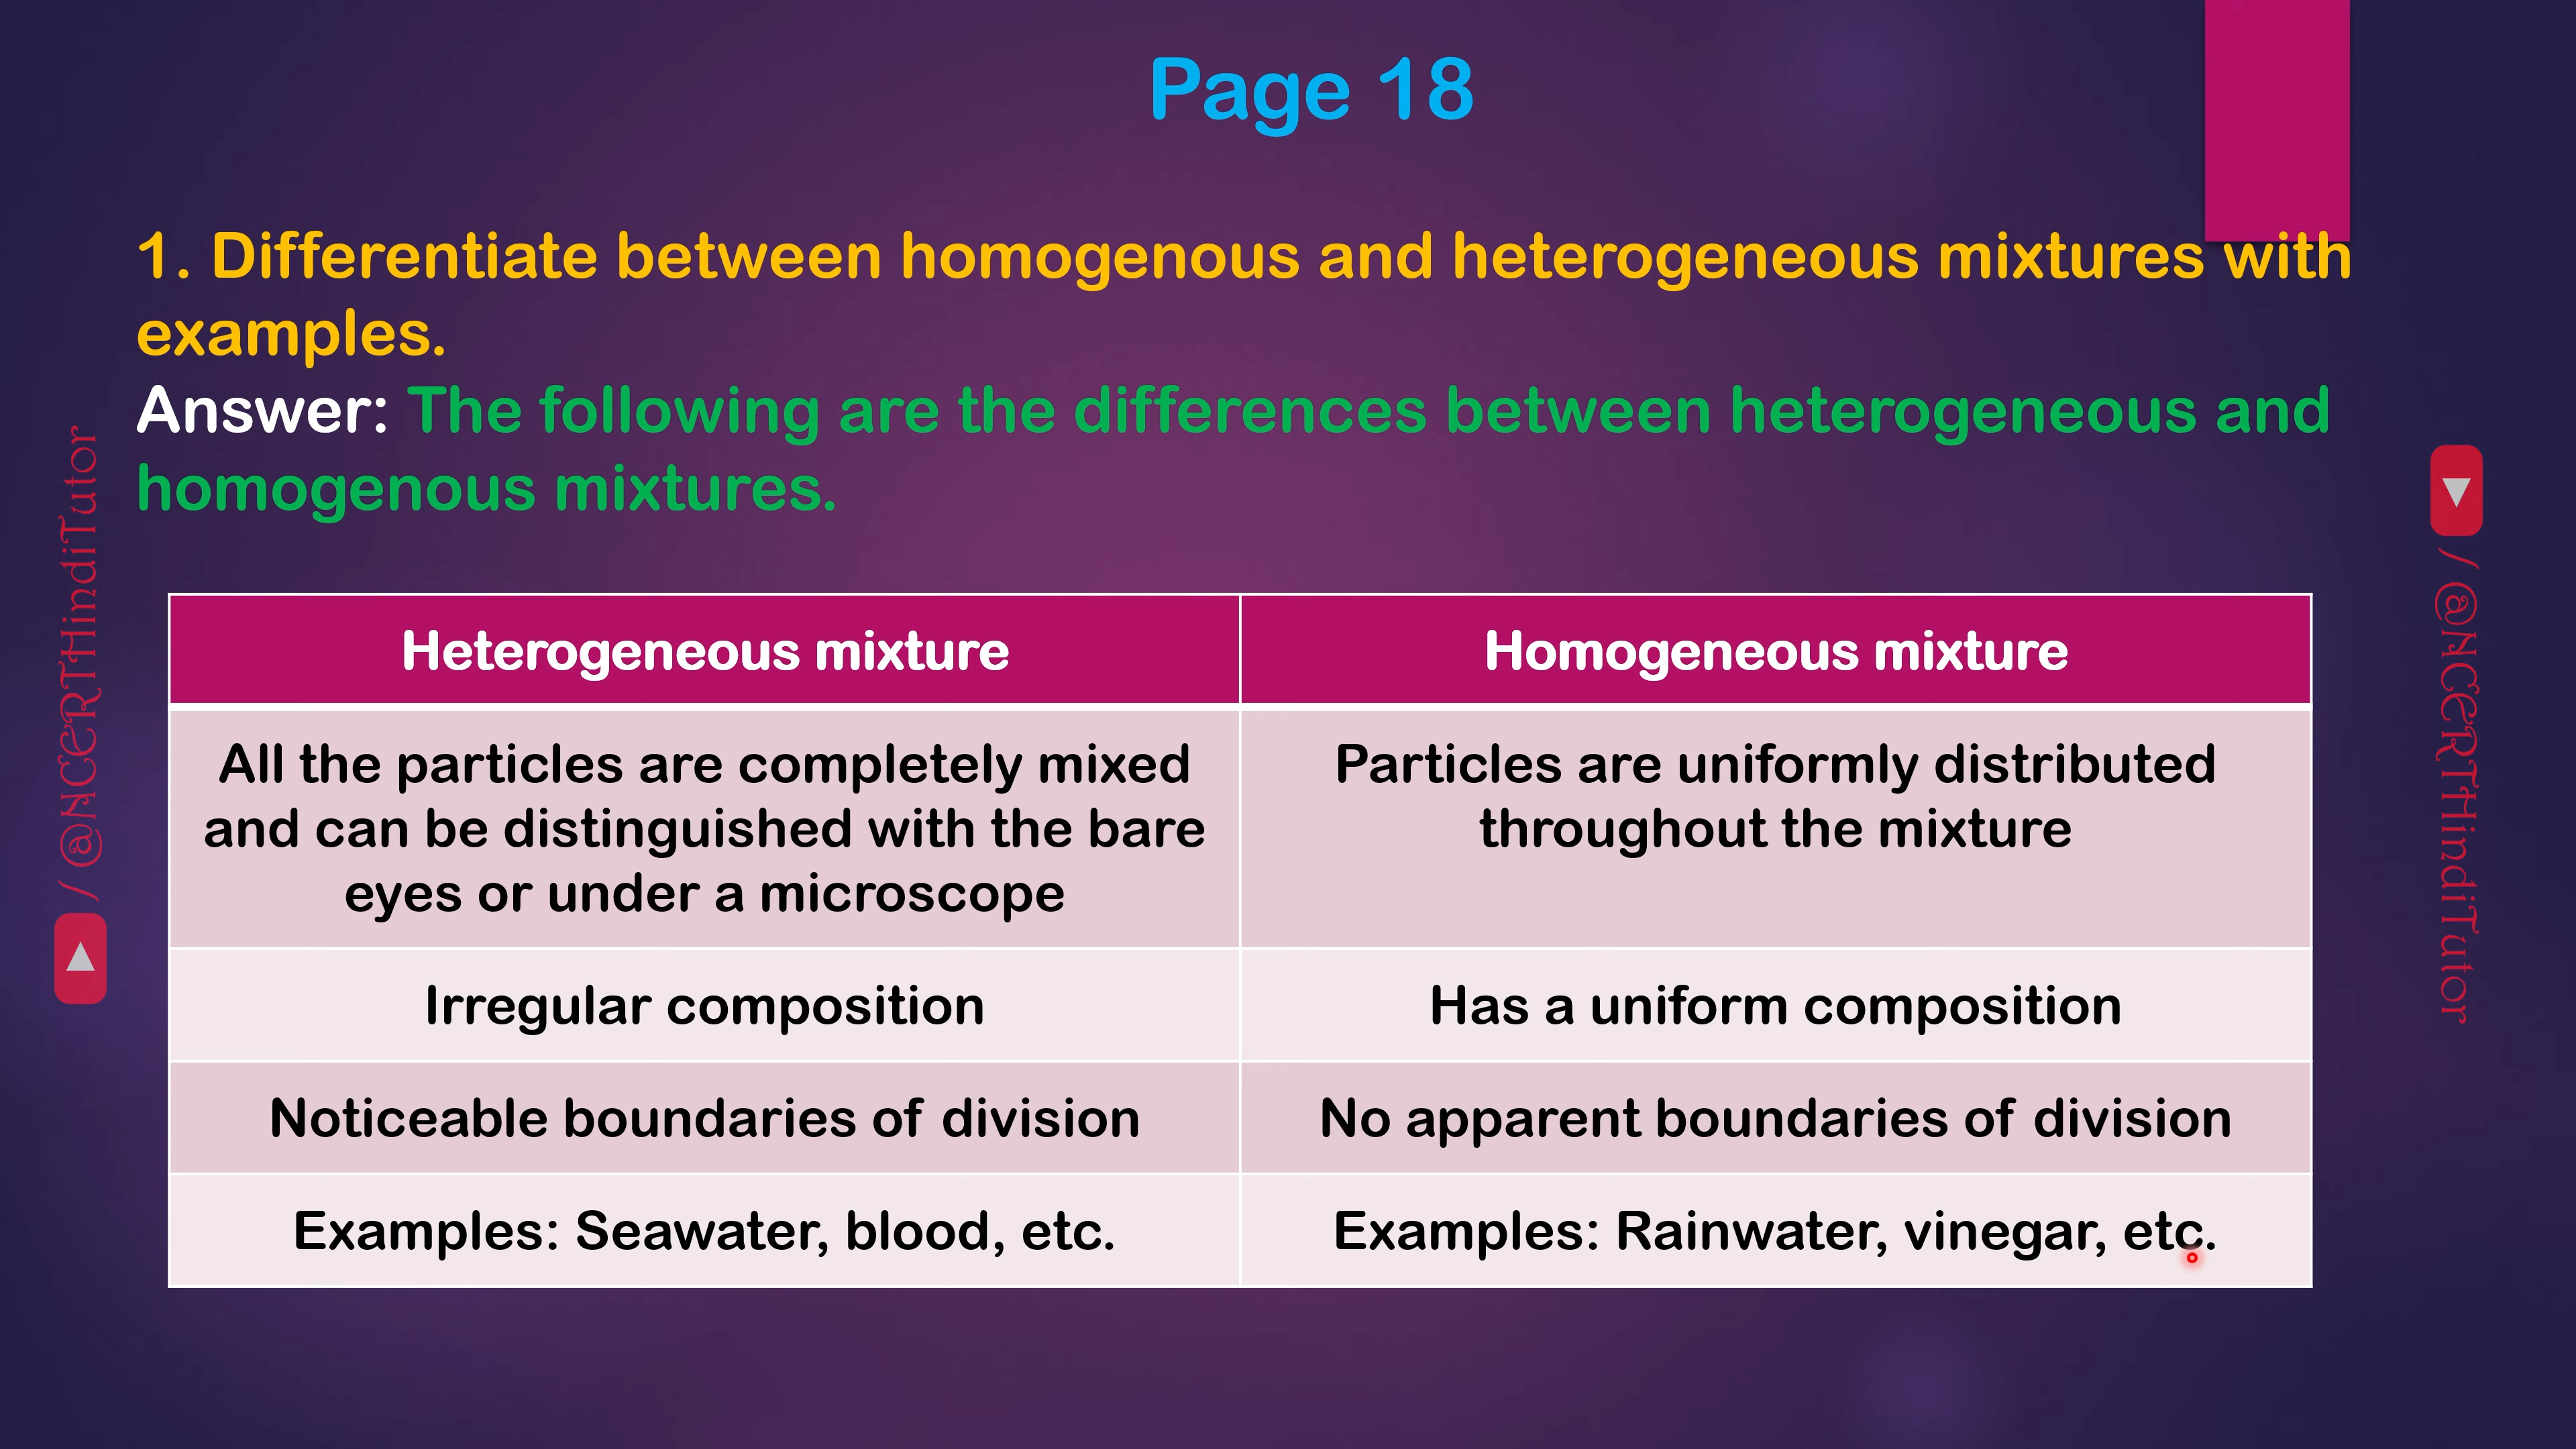 Page 18
1. Differentiate between homogenous and heterogeneous mixtures with
examples.
Answer: The following are the differences between heterogeneous and
homogenous mixtures.
Heterogeneous mixture
Homogeneous mixture
All the particles are completely mixed
and can be distinguished with the bare
eyes or under a microscope
Particles are uniformly distributed
throughout the mixture
Irregular composition
Has a uniform composition
Noticeable boundaries of division
No apparent boundaries of division
Examples: Seawater, blood, etc.
Examples: Rainwater, vinegar, etc.
/ @NCERTHindiTutor
/ @NCERTHindiTutor